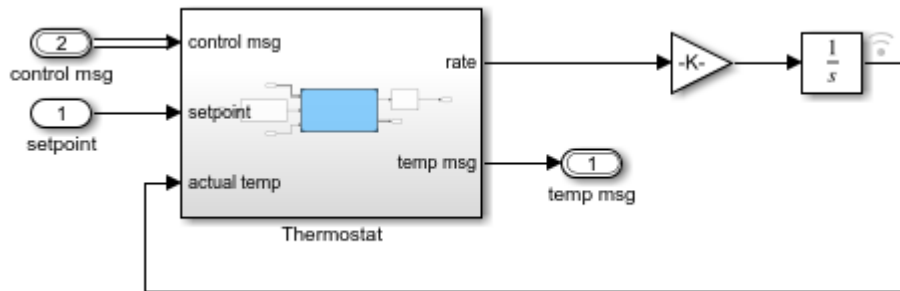 2
control msg
1
setpoint
control msg
setpoint
actual temp
rate
temp msg
Thermostat
1
temp msg
-K-
1
s